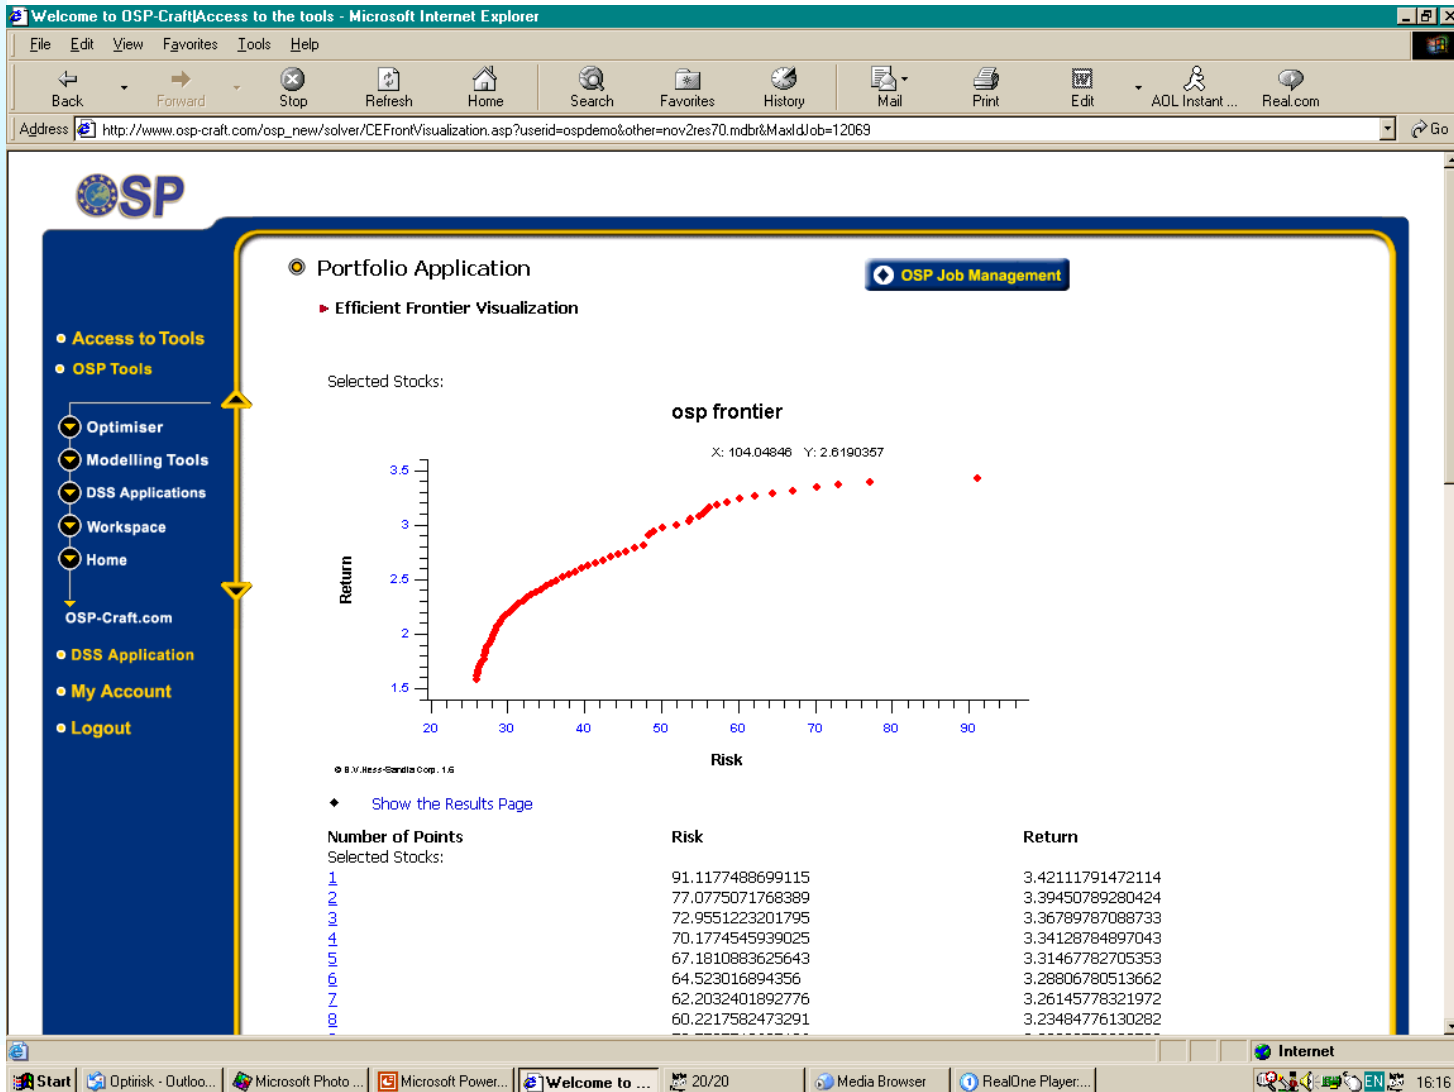 Welcome to OSP-Craft|Access to the tools - Microsoft Internet Explorer
File Edit View Favorites Tools Help
Back Forward Stop Refresh Home Search Favorites History Mail Print Edit AOL Instant ... Real.com
Address http://www.osp-craft.com/osp_new/solver/CEFrontVisualization.asp?userid=ospdemo&other=nov2res70.mdbr&MaxIdJob=12069 Go
OSP
Portfolio Application
OSP Job Management
Efficient Frontier Visualization
Access to Tools
OSP Tools
Optimiser
Modelling Tools
DSS Applications
Workspace
Home
OSP-Craft.com
DSS Application
My Account
Logout
Selected Stocks:
osp frontier
X: 104.04846 Y: 2.6190357
3.5
3
2.5
2
1.5
Return
20 30 40 50 60 70 80 90
Risk
© B.V.Hess-Sandia Corp. 1.6
Show the Results Page
Number of Points Risk Return
Selected Stocks:
1 91.1177488699115 3.42111791472114
2 77.0775071768389 3.39450789280424
3 72.9551223201795 3.36789787088733
4 70.1774545939025 3.34128784897043
5 67.1810883625643 3.31467782705353
6 64.523016894356 3.28806780513662
7 62.2032401892776 3.26145778321972
8 60.2217582473291 3.23484776130282
Internet
Start Optirisk - Outloo... Microsoft Photo ... Microsoft Power... Welcome to ... 20/20 Media Browser RealOne Player:... EN 16:16